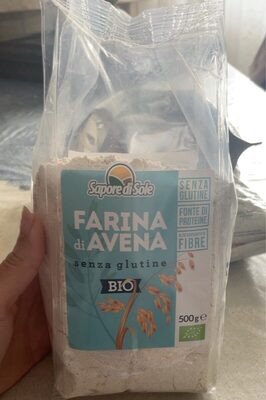 Sapore di Sole
FARINA
di AVENA
senza glutine
BIO
SENZA
GLUTINE
FONTE DI
PROTEINE
FIBRE
500g e